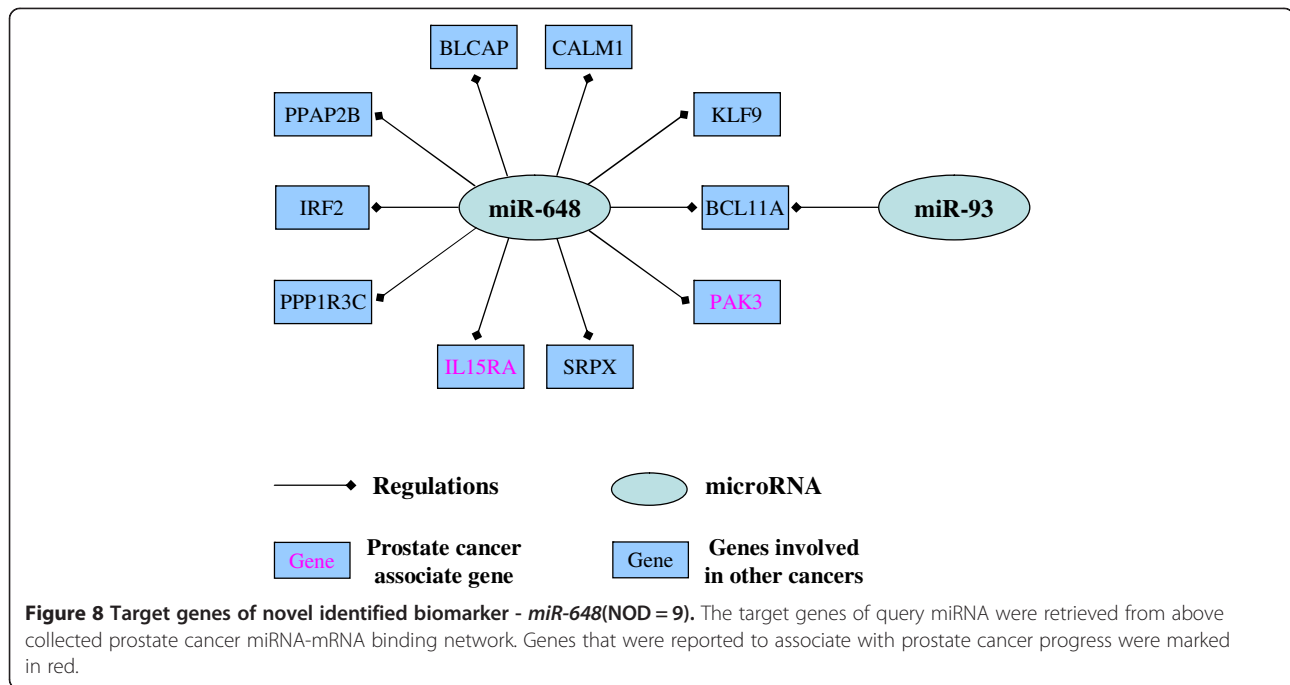 BLCAP CALM1
PPAP2B KLF9
IRF2 miR-648 BCL11A miR-93
PPP1R3C PAK3
IL15RA SRPX
Regulations microRNA
Gene Prostate cancer associate gene
Gene Genes involved in other cancers
Figure 8 Target genes of novel identified biomarker - miR-648(NOD = 9). The target genes of query miRNA were retrieved from above
collected prostate cancer miRNA-mRNA binding network. Genes that were reported to associate with prostate cancer progress were marked
in red.